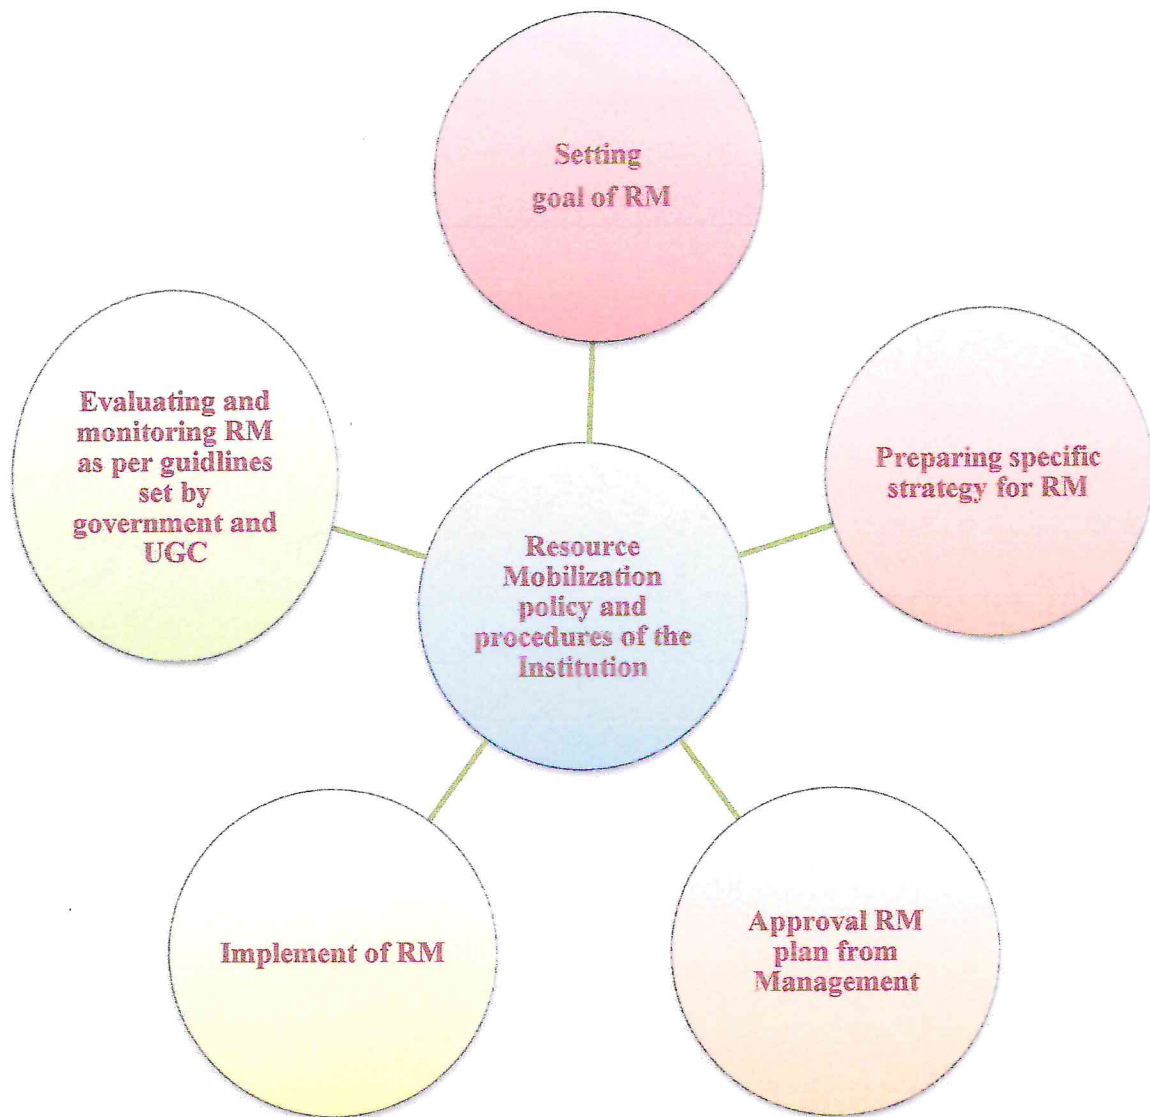 Setting
goal of RM
Preparing specific
strategy for RM
Approval RM
plan from
Management
Implement of RM
Evaluating and
monitoring RM
as per guidlines
set by
government and
UGC
Resource
Mobilization
policy and
procedures of the
Institution